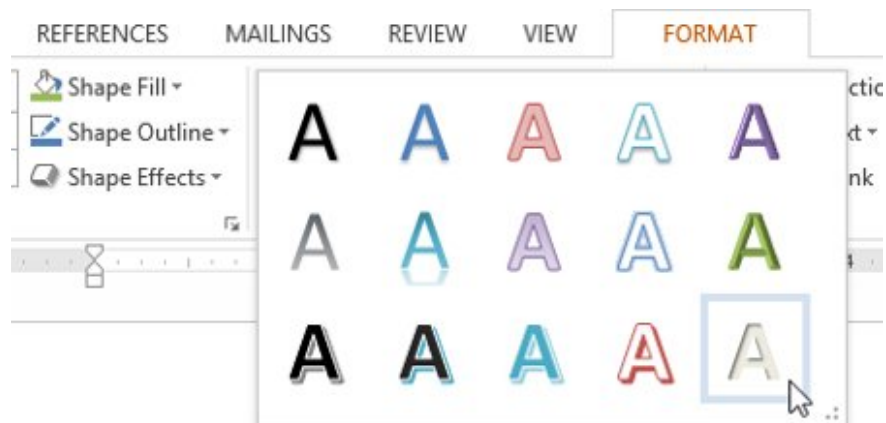 REFERENCES MAILINGS REVIEW VIEW FORMAT
Shape Fill
Shape Outline
Shape Effects
A A A A A
A A A A A
A A A A A